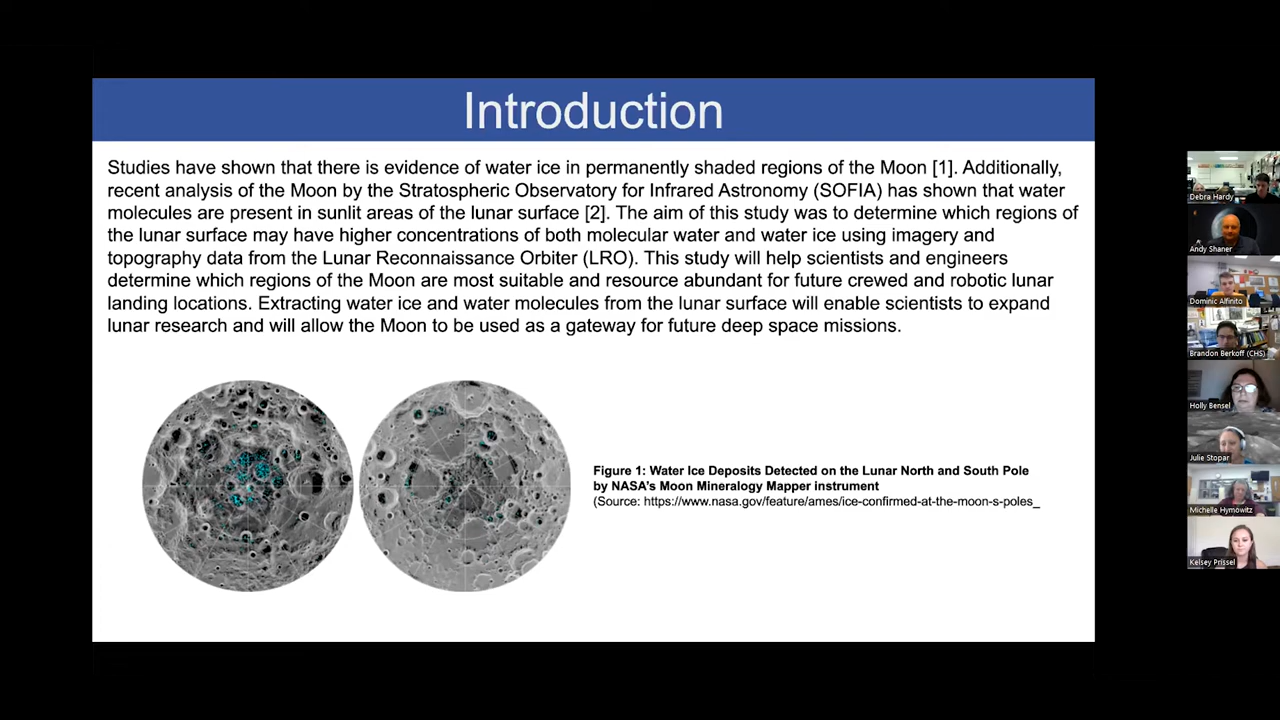 Introduction
Studies have shown that there is evidence of water ice in permanently shaded regions of the Moon [1]. Additionally,
recent analysis of the Moon by the Stratospheric Observatory for Infrared Astronomy (SOFIA) has shown that water
molecules are present in sunlit areas of the lunar surface [2]. The aim of this study was to determine which regions of
the lunar surface may have higher concentrations of both molecular water and water ice using imagery and
topography data from the Lunar Reconnaissance Orbiter (LRO). This study will help scientists and engineers
determine which regions of the Moon are most suitable and resource abundant for future crewed and robotic lunar
landing locations. Extracting water ice and water molecules from the lunar surface will enable scientists to expand
lunar research and will allow the Moon to be used as a gateway for future deep space missions.
Figure 1: Water Ice Deposits Detected on the Lunar North and South Pole
by NASA's Moon Mineralogy Mapper instrument
(Source: https://www.nasa.gov/feature/ames/ice-confirmed-at-the-moon-s-poles_
Debra Hardy
Andy Shaner
Dominic Alfinito
Brandon Berkoff (CHS)
Holly Bensel
Julie Stopar
Michelle Hymowitz
Kelsey Prissel